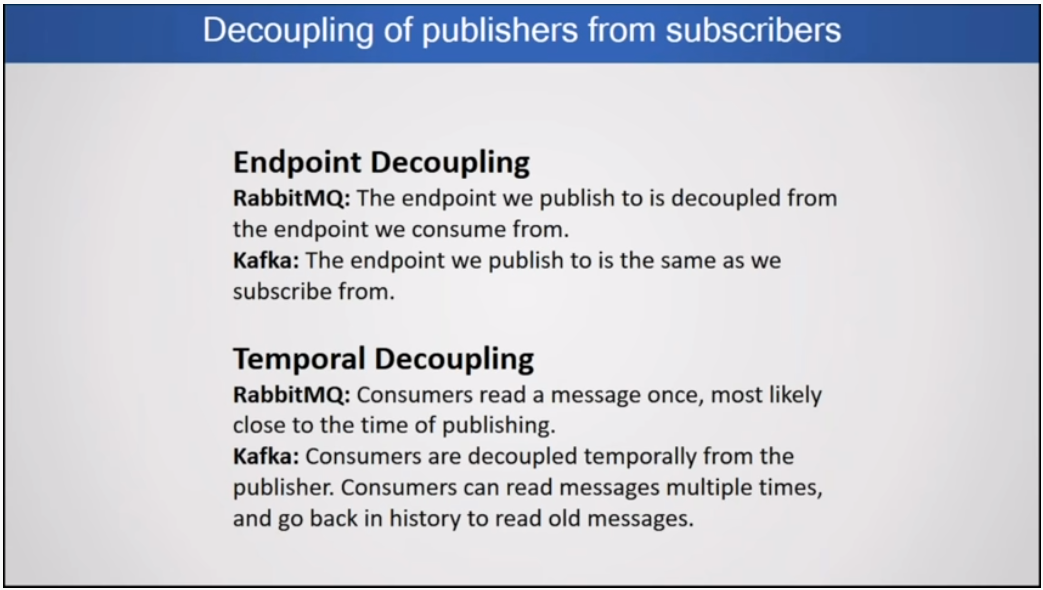 Decoupling of publishers from subscribers
Endpoint Decoupling
RabbitMQ: The endpoint we publish to is decoupled from
the endpoint we consume from.
Kafka: The endpoint we publish to is the same as we
subscribe from.
Temporal Decoupling
RabbitMQ: Consumers read a message once, most likely
close to the time of publishing.
Kafka: Consumers are decoupled temporally from the
publisher. Consumers can read messages multiple times,
and go back in history to read old messages.